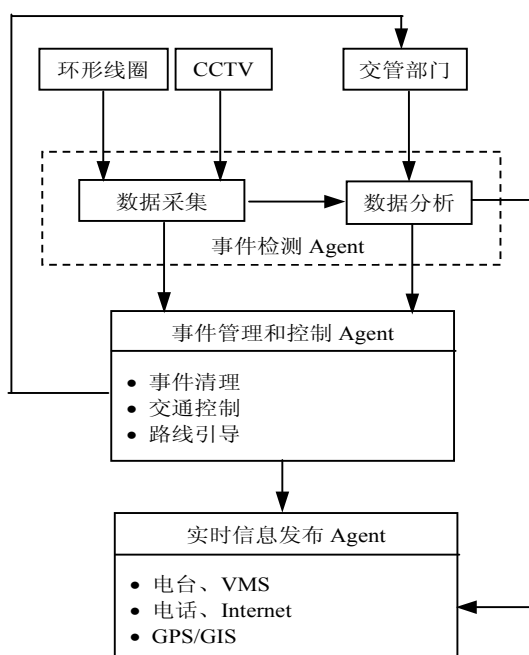 环形线圈
CCTV
交管部门
数据采集
数据分析
事件检测 Agent
事件管理和控制 Agent
• 事件清理
• 交通控制
• 路线引导
实时信息发布 Agent
• 电台、VMS
• 电话、Internet
• GPS/GIS